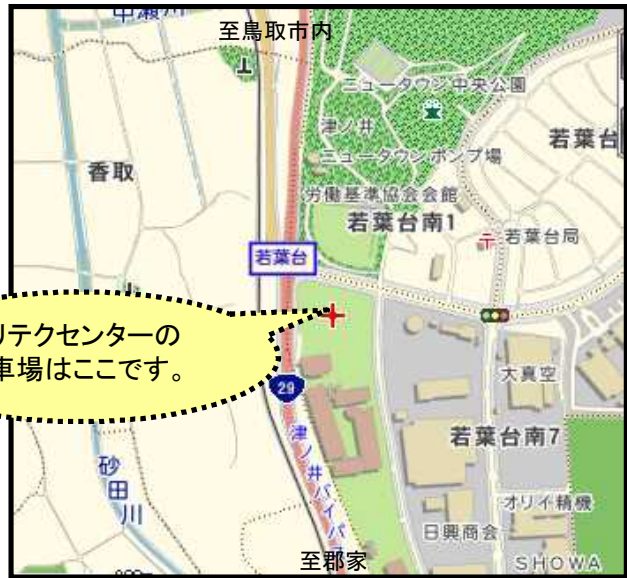 至鳥取市内
ニュータウン中央公園
津ノ井
ニュータウンポンプ場
若葉台
香取
労働基準協会会館
若葉台南1
若葉台局
若葉台
リテクセンターの
車場はここです。
29
大真空
若葉台南7
津ノ井バイパス
砂田川
オリイ精機
日興商会
至郡家
SHOWA